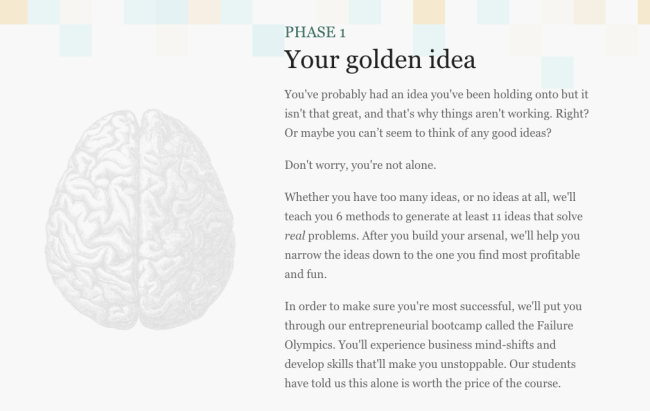 PHASE 1
Your golden idea
You've probably had an idea you've been holding onto but it
isn't that great, and that's why things aren't working. Right?
Or maybe you can't seem to think of any good ideas?
Don't worry, you're not alone.
Whether you have too many ideas, or no ideas at all, we'll
teach you 6 methods to generate at least 11 ideas that solve
real problems. After you build your arsenal, we'll help you
narrow the ideas down to the one you find most profitable
and fun.
In order to make sure you're most successful, we'll put you
through our entrepreneurial bootcamp called the Failure
Olympics. You'll experience business mind-shifts and
develop skills that'll make you unstoppable. Our students
have told us this alone is worth the price of the course.